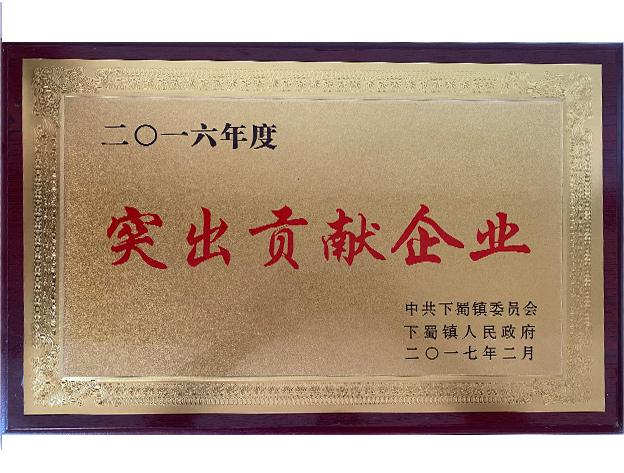 二〇一六年度
突出贡献企业
中共下蜀镇委员会
下蜀镇人民政府
二〇一七年二月